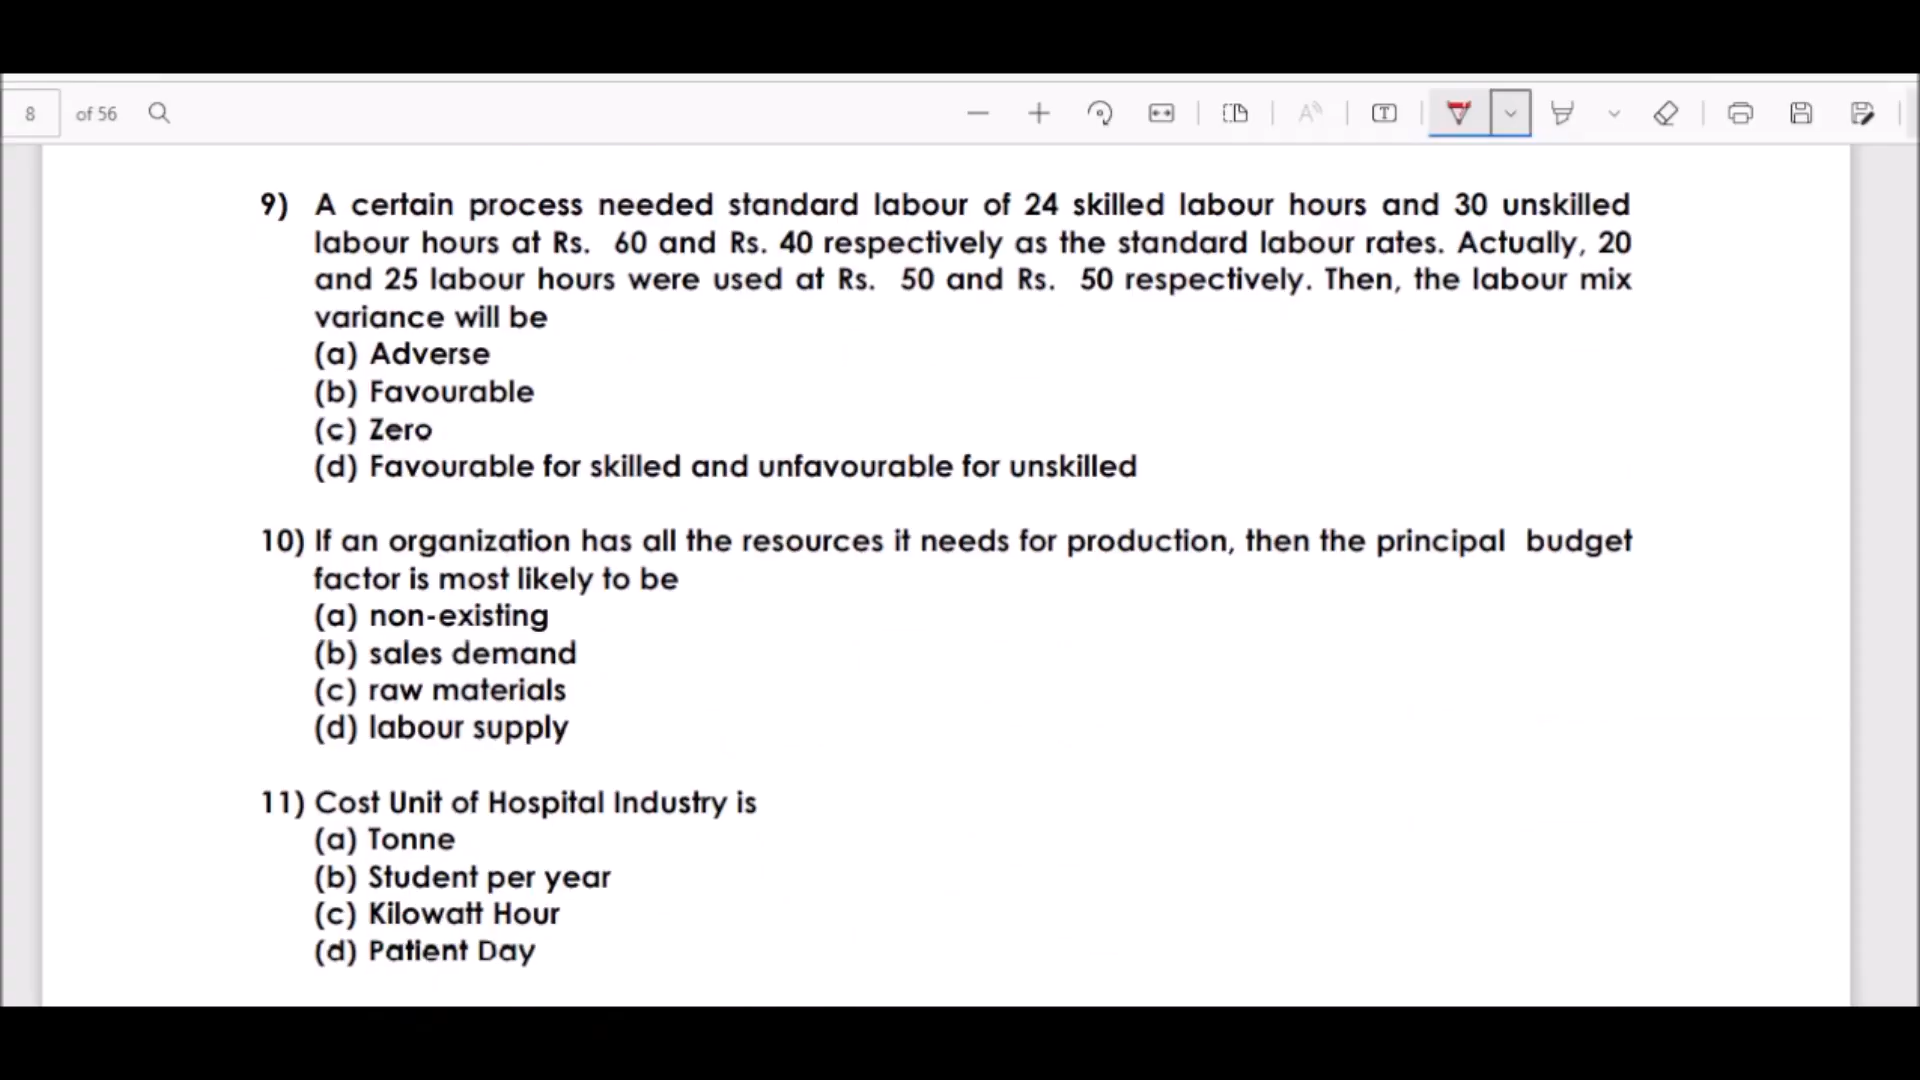 8 of 56
9) A certain process needed standard labour of 24 skilled labour hours and 30 unskilled
labour hours at Rs. 60 and Rs. 40 respectively as the standard labour rates. Actually, 20
and 25 labour hours were used at Rs. 50 and Rs. 50 respectively. Then, the labour mix
variance will be
(a) Adverse
(b) Favourable
(c) Zero
(d) Favourable for skilled and unfavourable for unskilled
10) If an organization has all the resources it needs for production, then the principal budget
factor is most likely to be
(a) non-existing
(b) sales demand
(c) raw materials
(d) labour supply
11) Cost Unit of Hospital Industry is
(a) Tonne
(b) Student per year
(c) Kilowatt Hour
(d) Patient Day